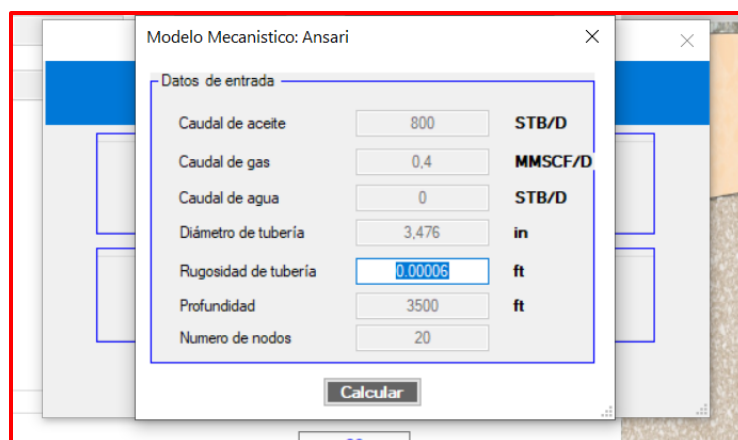 Modelo Mecanistico: Ansari
Datos de entrada
Caudal de aceite 800 STB/D
Caudal de gas 0,4 MMSCF/D
Caudal de agua 0 STB/D
Diámetro de tubería 3,476 in
Rugosidad de tubería 0.00006 ft
Profundidad 3500 ft
Numero de nodos 20
Calcular